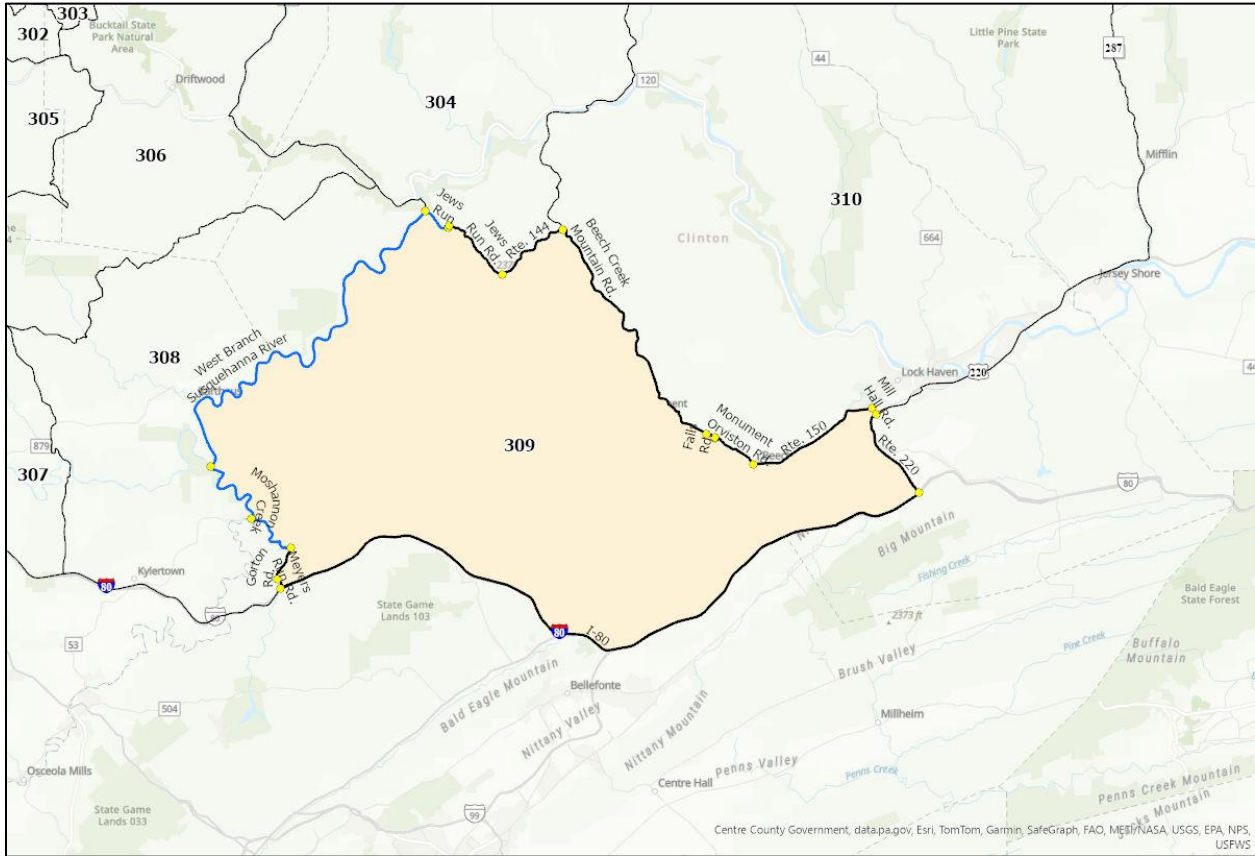 303
302
Bucktail State
Park Natural
Area
Little Pine State
Park
287
44
Driftwood
304
120
305
306
Mifflin
310
Jews
Run
Jews
Run Rd.
Rte. 144
Beech Creek
Mountain Rd.
Clinton
664
Jersey Shore
308
West Branch
Susquehanna River
Lock Haven
220
Mill
Hall Rd.
309
Falls
Rd.
Monument
Orviston Rd.
Rte. 150
Rte. 220
879
307
Moshannon
Creek
80
Big Mountain
Meyers
Run Rd.
Gorton
Rd.
Kylertown
80
80
State Game
Lands 103
Fishing Creek
Bald Eagle
State Forest
2373 ft
53
80
I-80
Brush Valley
Pine Creek
Buffalo
Mountain
Bald Eagle Mountain
Bellefonte
504
Nittany Valley
Nittany Mountain
Millheim
Penns Valley
Osceola Mills
Centre Hall
Penns Creek
Penns Creek Mountain
Jacks Mountain
State Game
Lands 033
99
Centre County Government, data.pa.gov, Esri, TomTom, Garmin, SafeGraph, FAO, METI/NASA, USGS, EPA, NPS,
USFWS